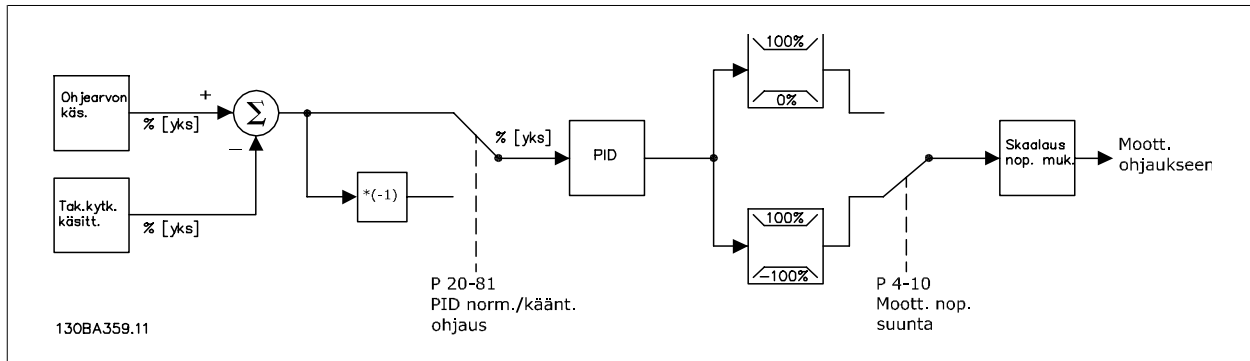 Ohjearvon
käs.
+
% [yks]
Σ
−
Tak.kytk.
käsitt.
% [yks]
*(-1)
% [yks]
PID
P 20-81
PID norm./käänt.
ohjaus
100%
0%
100%
-100%
P 4-10
Moott. nop.
suunta
Skaalaus
nop. muk.
Moott.
ohjaukseen
130BA359.11